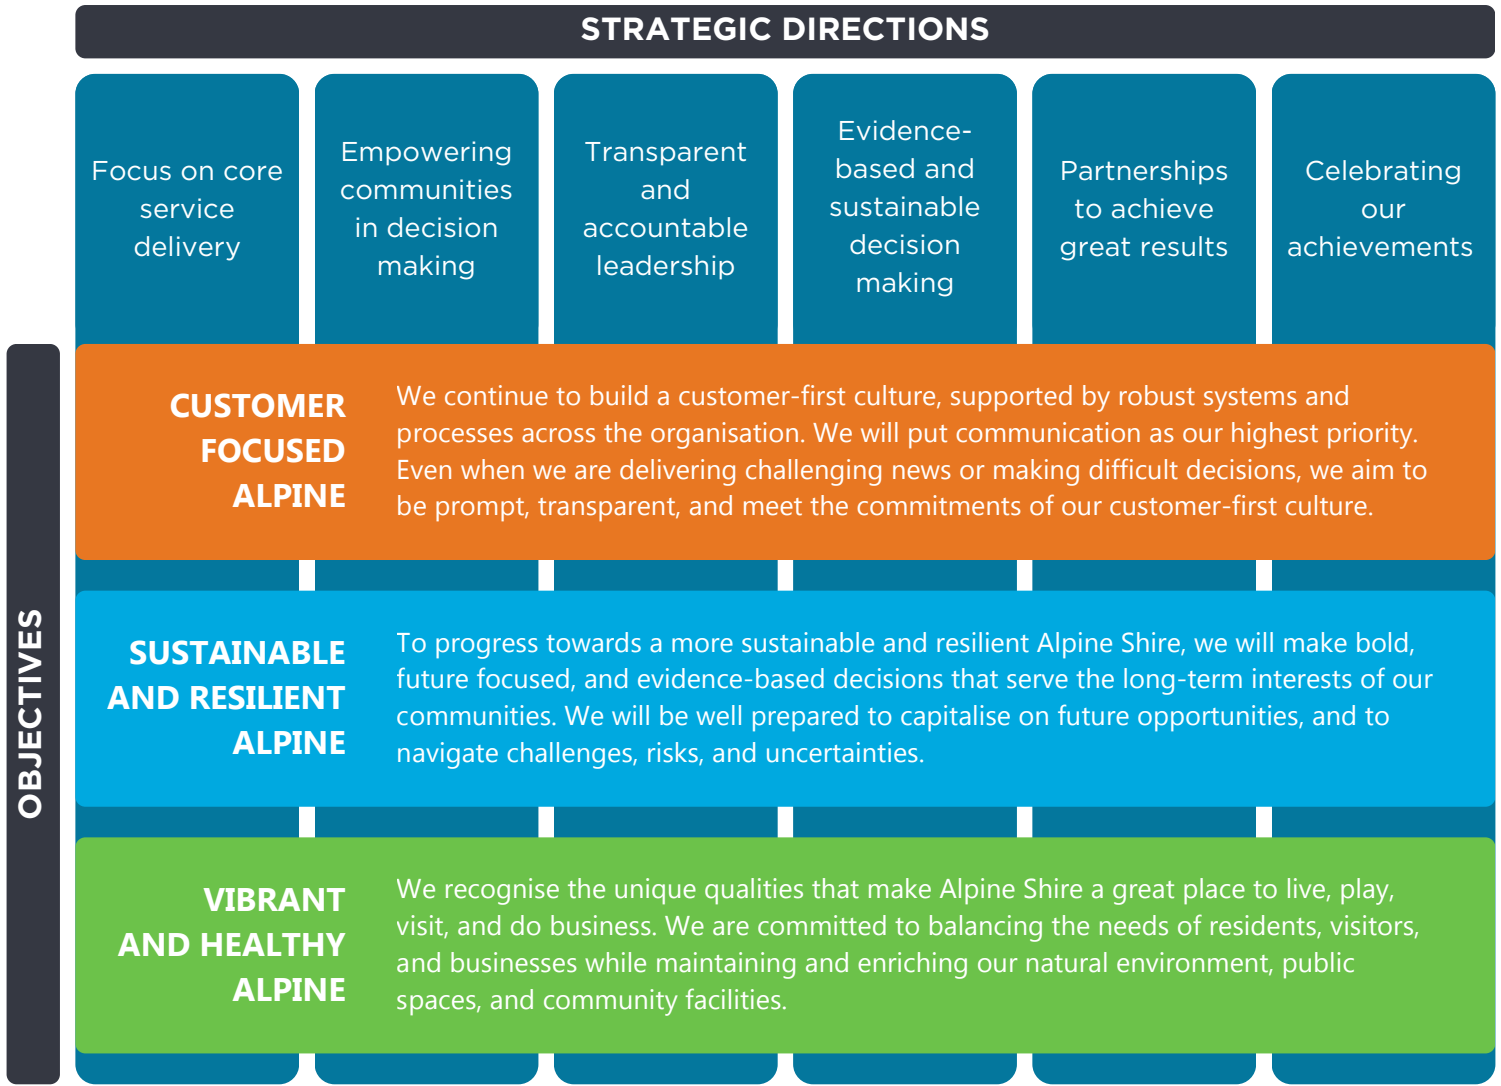 STRATEGIC DIRECTIONS
Focus on core
service
delivery
Empowering
communities
in decision
making
Transparent
and
accountable
leadership
Evidence-
based and
sustainable
decision
making
Partnerships
to achieve
great results
Celebrating
our
achievements
OBJECTIVES
CUSTOMER
FOCUSED
ALPINE
We continue to build a customer-first culture, supported by robust systems and
processes across the organisation. We will put communication as our highest priority.
Even when we are delivering challenging news or making difficult decisions, we aim to
be prompt, transparent, and meet the commitments of our customer-first culture.
SUSTAINABLE
AND RESILIENT
ALPINE
To progress towards a more sustainable and resilient Alpine Shire, we will make bold,
future focused, and evidence-based decisions that serve the long-term interests of our
communities. We will be well prepared to capitalise on future opportunities, and to
navigate challenges, risks, and uncertainties.
VIBRANT
AND HEALTHY
ALPINE
We recognise the unique qualities that make Alpine Shire a great place to live, play,
visit, and do business. We are committed to balancing the needs of residents, visitors,
and businesses while maintaining and enriching our natural environment, public
spaces, and community facilities.